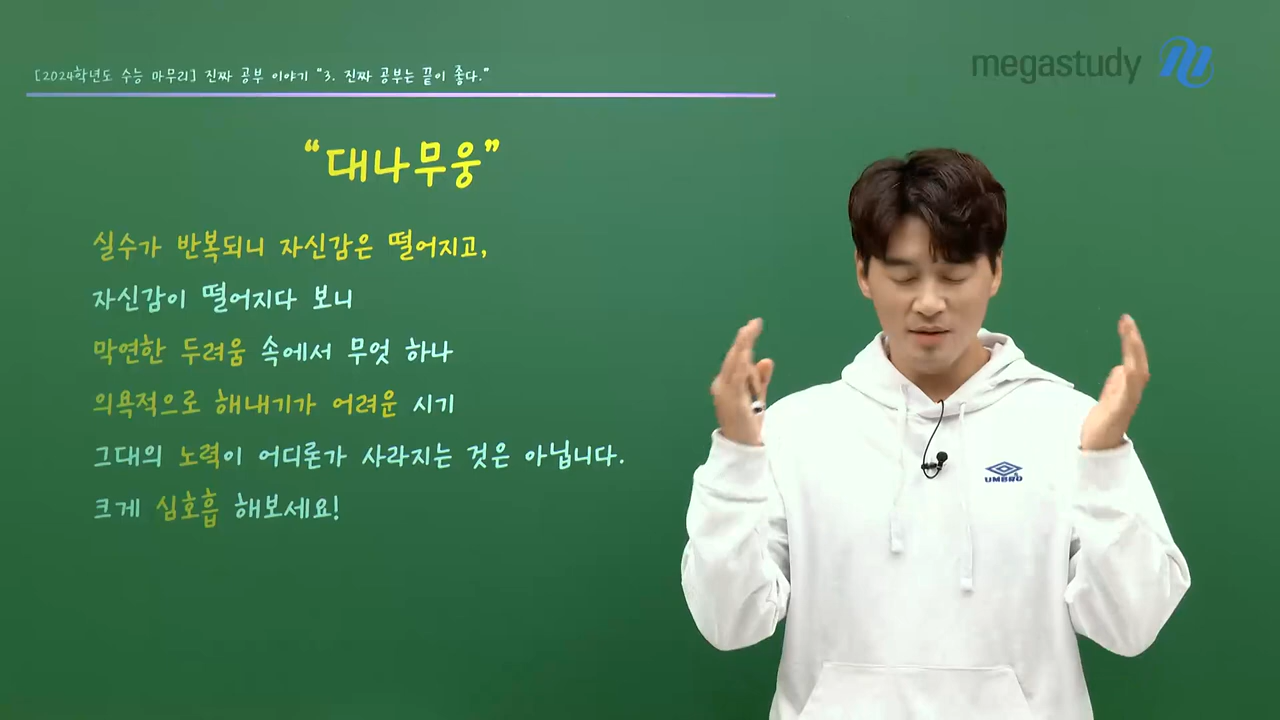 [2024학년도 수능 마무리] 진짜 공부 이야기 "3. 진짜 공부는 끝이 좋다."
megastudy
“대나무웅”
실수가 반복되니 자신감은 떨어지고,
자신감이 떨어지다 보니
막연한 두려움 속에서 무엇 하나
의욕적으로 해내기가 어려운 시기
그대의 노력이 어디론가 사라지는 것은 아닙니다.
크게 심호흡 해보세요!
UMBRO